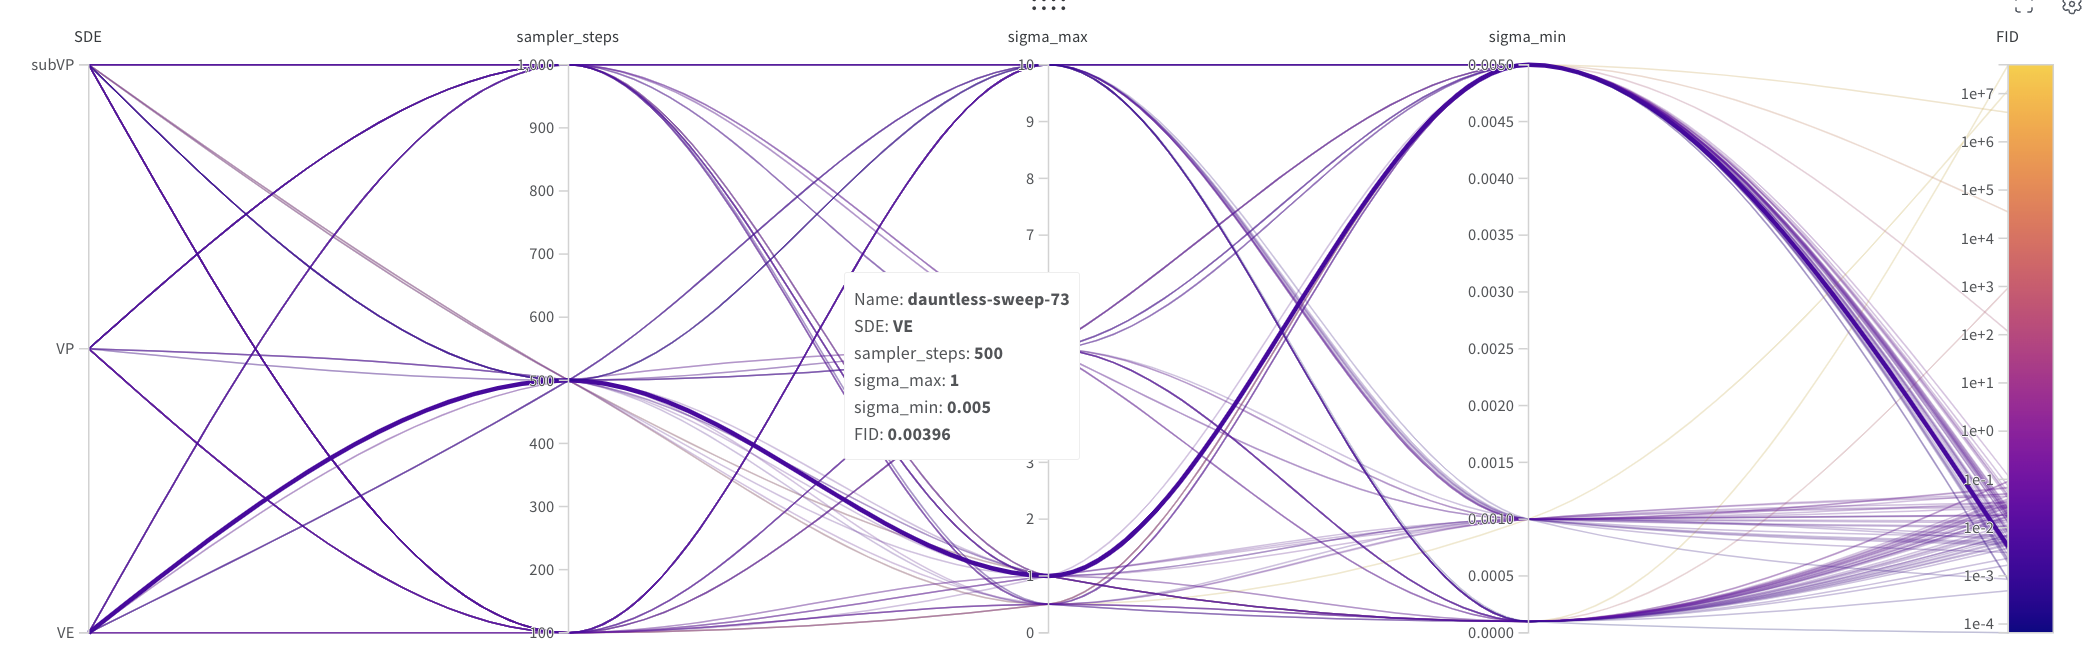 SDE
sampler_steps
sigma_max
sigma_min
FID
subVP
VP
VE
1,000
900
800
700
600
500
400
300
200
100
10
9
8
7
3
2
1
0
0.0050
0.0045
0.0040
0.0035
0.0030
0.0025
0.0020
0.0015
0.0010
0.0005
0.0000
1e+7
1e+6
1e+5
1e+4
1e+3
1e+2
1e+1
1e+0
1e-1
1e-2
1e-3
1e-4
Name: dauntless-sweep-73
SDE: VE
sampler_steps: 500
sigma_max: 1
sigma_min: 0.005
FID: 0.00396